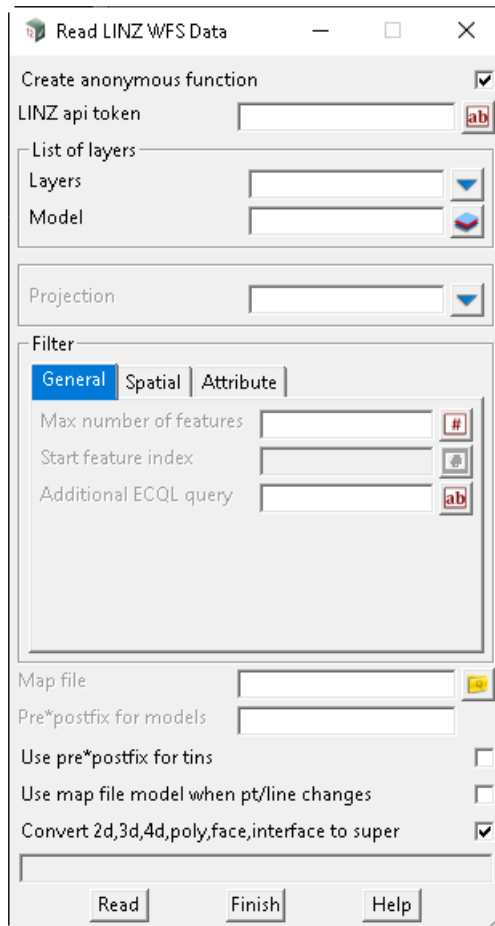 Read LINZ WFS Data
Create anonymous function
LINZ api token ab
List of layers
Layers
Model
Projection
Filter
General Spatial Attribute
Max number of features #
Start feature index #
Additional ECQL query ab
Map file
Pre*postfix for models
Use pre*postfix for tins
Use map file model when pt/line changes
Convert 2d,3d,4d,poly,face,interface to super
Read Finish Help